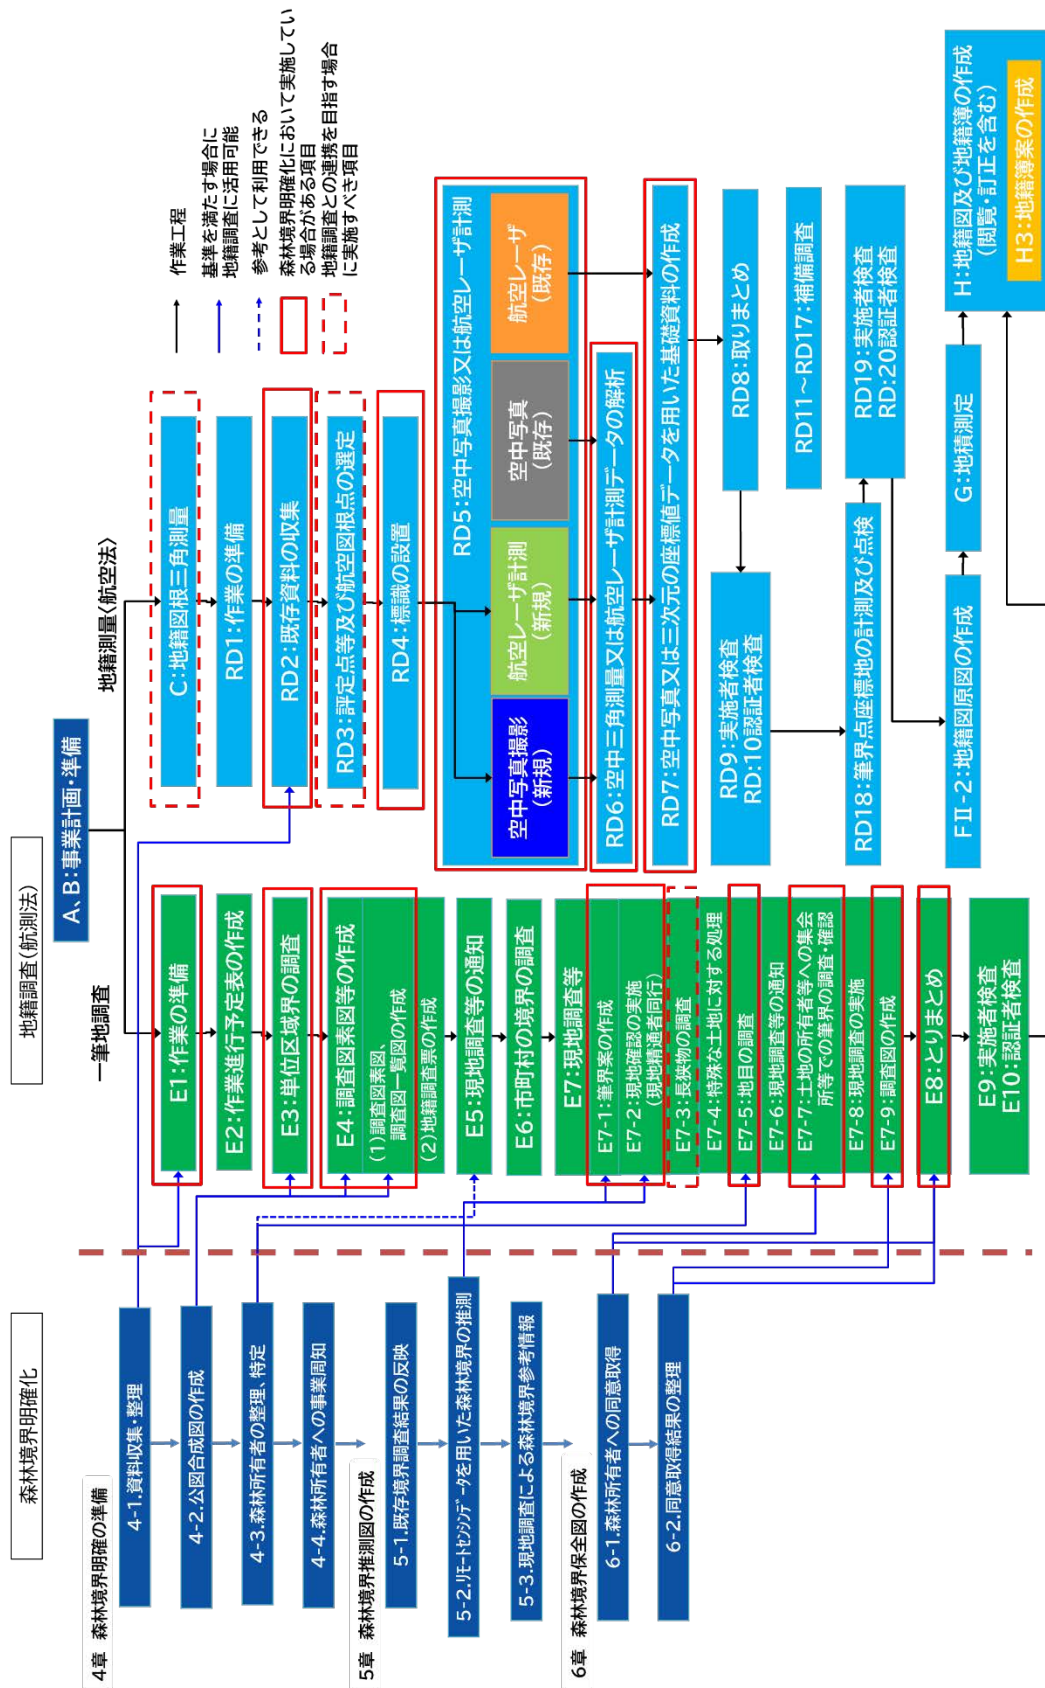 森林境界明確化
4章 森林境界明確の準備
4-1.資料収集・整理
4-2.公図合成図の作成
4-3.森林所有者の整理、特定
4-4.森林所有者への事業周知
5章 森林境界推測図の作成
5-1.既存境界調査結果の反映
5-2.リモートセンシングデータを用いた森林境界の推測
5-3.現地調査による森林境界参考情報
6章 森林境界保全図の作成
6-1.森林所有者への同意取得
6-2.同意取得結果の整理
地籍調査(航測法)
A、B:事業計画・準備
一筆地調査
E1:作業の準備
E2:作業進行予定表の作成
E3:単位区域界の調査
E4:調査図素図等の作成
(1)調査図素図、
調査図一覧図の作成
(2)地籍調査票の作成
E5:現地調査等の通知
E6:市町村の境界の調査
E7:現地調査等
E7-1:筆界案の作成
E7-2:現地確認の実施
(現地精通者同行)
E7-3:長狭物の調査
E7-4:特殊な土地に対する処理
E7-5:地目の調査
E7-6:現地調査等の通知
E7-7:土地の所有者等への集会
所等での筆界の調査・確認
E7-8:現地調査の実施
E7-9:調査図の作成
E8:とりまとめ
E9:実施者検査
E10:認証者検査
地籍測量〈航空法〉
C:地籍図根三角測量
RD1:作業の準備
RD2:既存資料の収集
RD3:評定点等及び航空図根点の選定
RD4:標識の設置
RD5:空中写真撮影又は航空レーザ計測
空中写真撮影
(新規)
航空レーザ計測
(新規)
空中写真
(既存)
航空レーザ
(既存)
RD6:空中三角測量又は航空レーザ計測データの解析
RD7:空中写真又は三次元の座標値データを用いた基礎資料の作成
RD8:取りまとめ
RD9:実施者検査
RD:10認証者検査
RD11~RD17:補備調査
RD18:筆界点座標地の計測及び点検
RD19:実施者検査
RD:20認証者検査
FⅡ-2:地籍図原図の作成
G:地積測定
H:地籍図及び地籍簿の作成
(閲覧・訂正を含む)
H3:地籍簿案の作成
作業工程
基準を満たす場合に
地籍調査に活用可能
参考として利用できる
森林境界明確化において実施してい
る場合がある項目
地籍調査との連携を目指す場合
に実施すべき項目